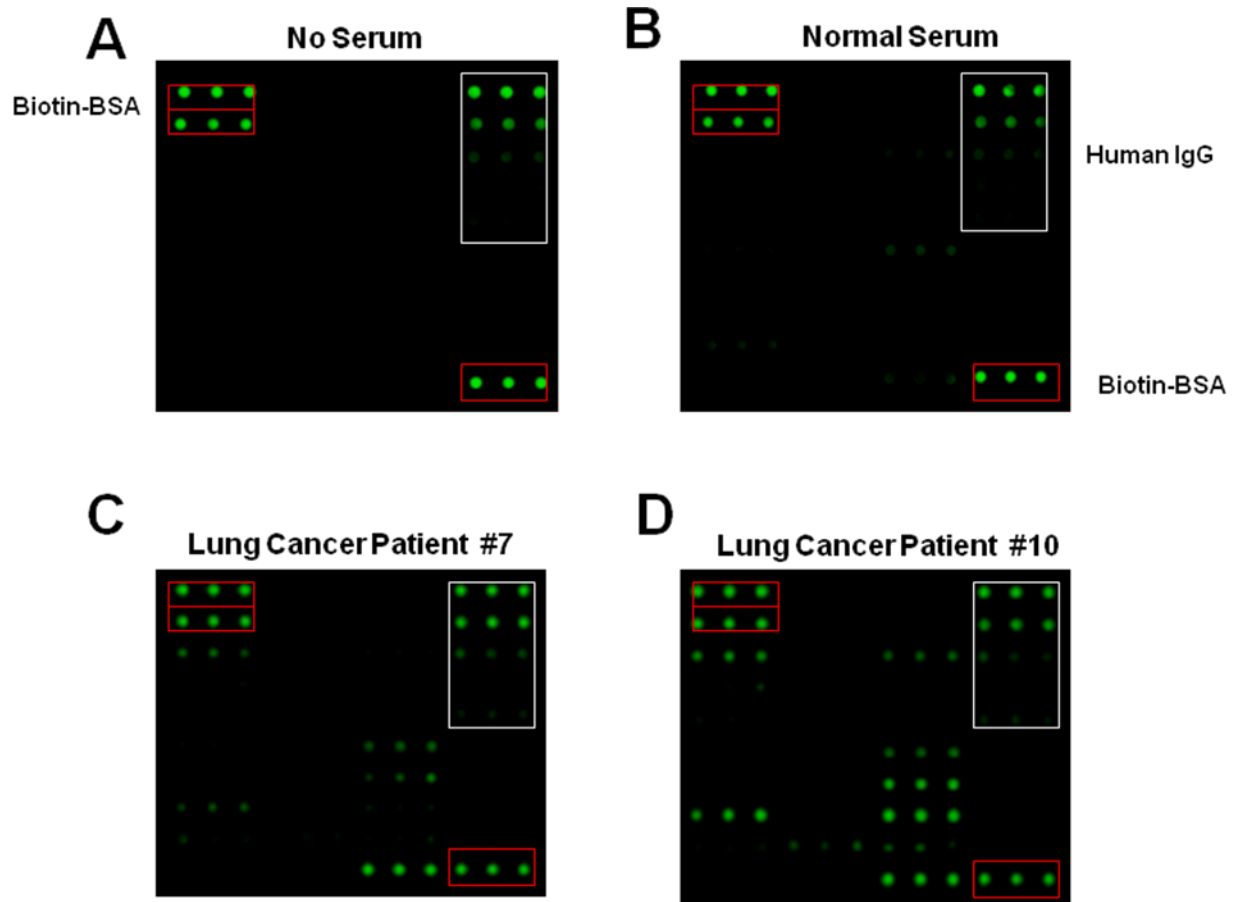 A
No Serum
B
Normal Serum
Biotin-BSA
Human IgG
Biotin-BSA
C
Lung Cancer Patient #7
D
Lung Cancer Patient #10